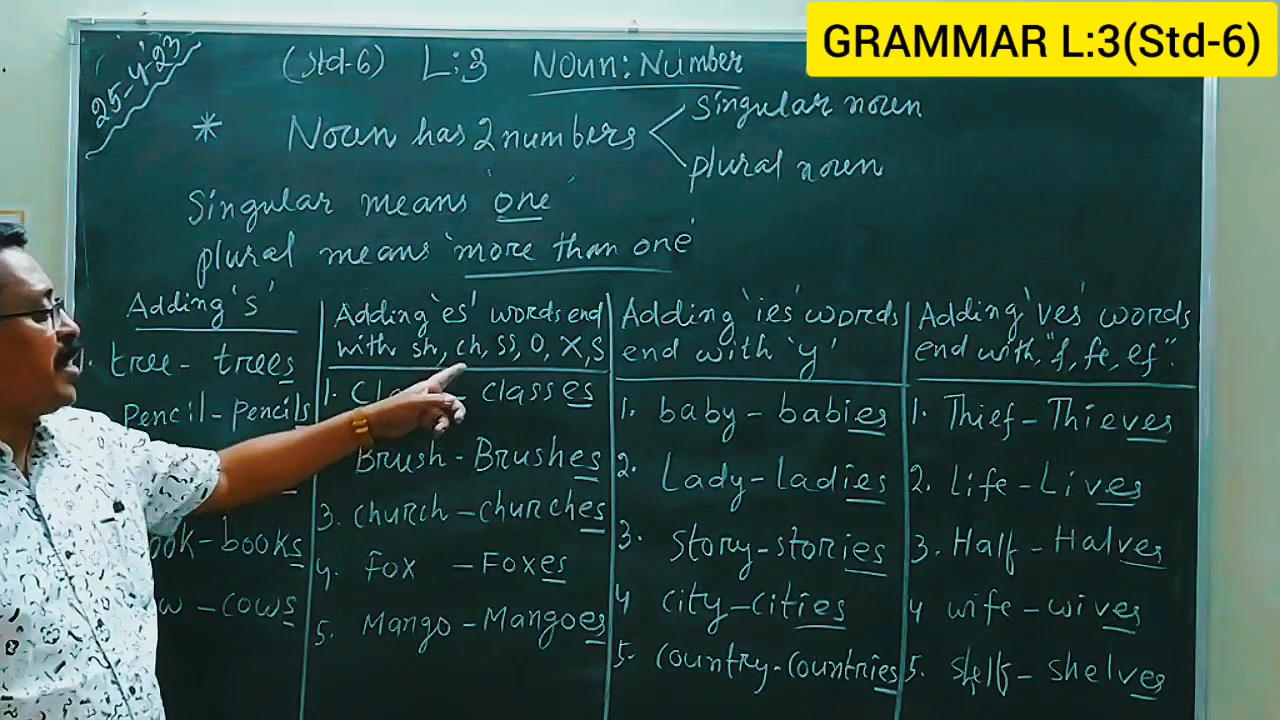 GRAMMAR L:3(Std-6)
25-4-23
(Std-6) L:3 Noun: Number
* Noun has 2 numbers
Singular noun
plural noun
Singular means 'one'
plural means 'more than one'
Adding 's'
1. tree - trees
Pencil - pencils
ook - books
w - cows
Adding 'es' words end
with sh, ch, ss, o, x, s
1. - classes
Brush - Brushes
3. church - churches
4. Fox - Foxes
5. Mango - Mangoes
Adding 'ies' words
end with 'y'
1. baby - babies
2. Lady - ladies
3. Story - stories
4 city - cities
5. Country - Countries
Adding 'ves' words
end with, "f, fe, ef".
1. Thief - Thieves
2. Life - Lives
3. Half - Halves
4 wife - wives
5. shelf - shelves